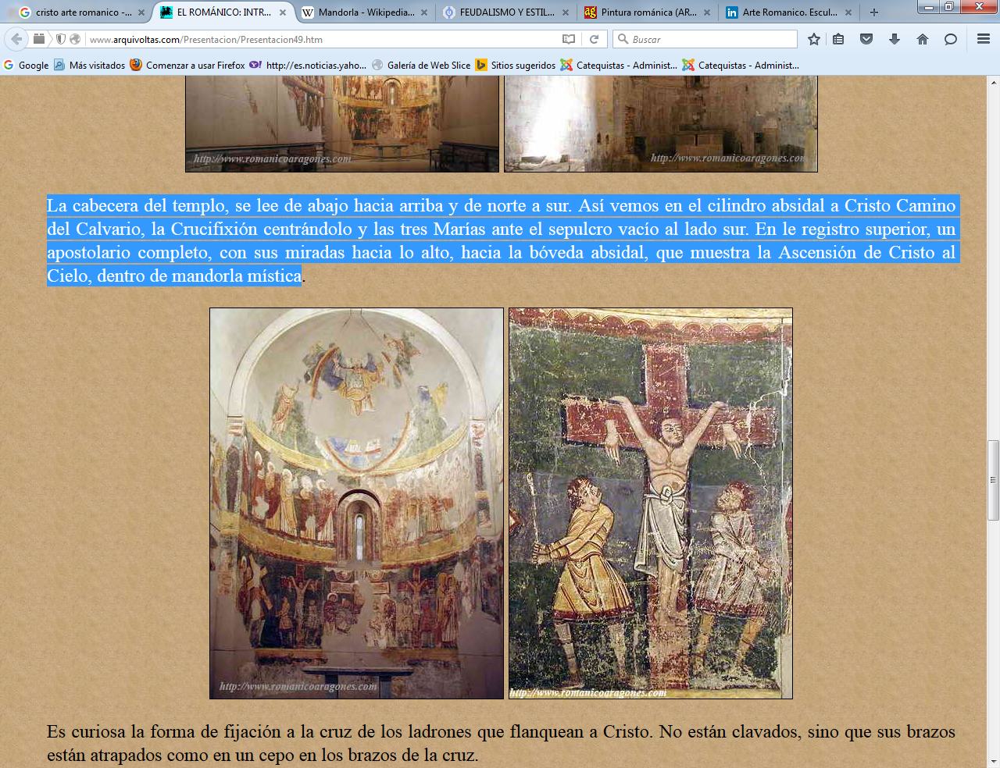 cristo arte romanico -...
EL ROMÁNICO: INTR...
Mandorla - Wikipedia...
FEUDALISMO Y ESTIL...
Pintura románica (AR...
Arte Romanico. Escul...
www.arquivoltas.com/Presentacion/Presentacion49.htm
Buscar
Google
Más visitados
Comenzar a usar Firefox
http://es.noticias.yaho...
Galería de Web Slice
Sitios sugeridos
Catequistas - Administ...
Catequistas - Administ...
http://www.romanicoaragones.com
http://www.romanicoaragones.com
La cabecera del templo, se lee de abajo hacia arriba y de norte a sur. Así vemos en el cilindro absidal a Cristo Camino
del Calvario, la Crucifixión centrándolo y las tres Marías ante el sepulcro vacío al lado sur. En le registro superior, un
apostolario completo, con sus miradas hacia lo alto, hacia la bóveda absidal, que muestra la Ascensión de Cristo al
Cielo, dentro de mandorla mística.
http://www.romanicoaragones.com
http://www.romanicoaragones.com
Es curiosa la forma de fijación a la cruz de los ladrones que flanquean a Cristo. No están clavados, sino que sus brazos
están atrapados como en un cepo en los brazos de la cruz.